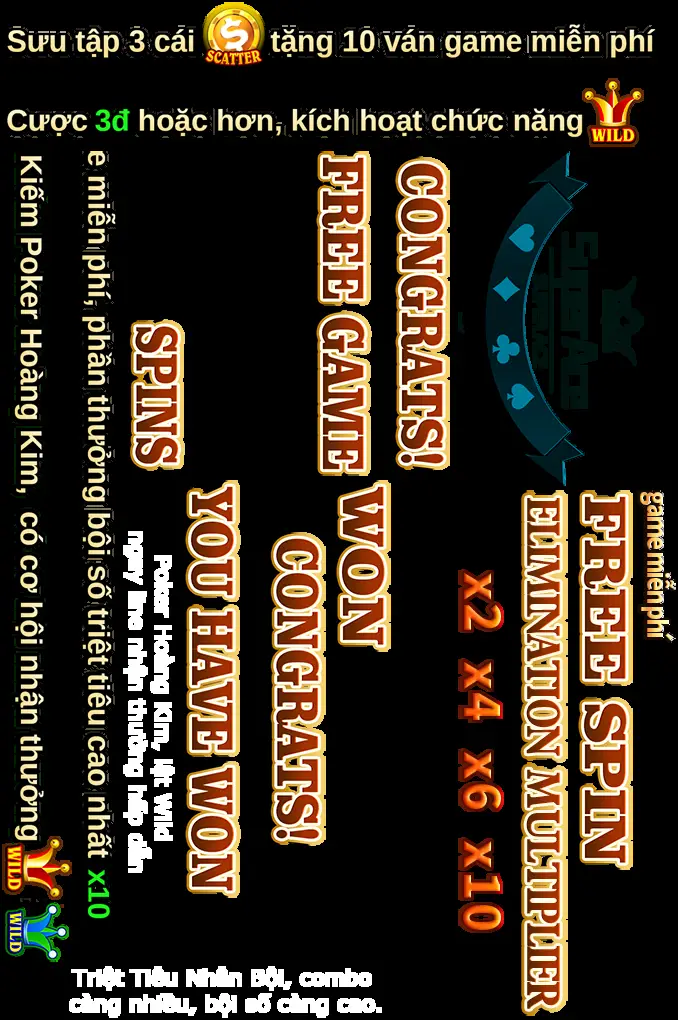 Sưu tập 3 cái SCATTER tặng 10 ván game miễn phí
Cược 3đ hoặc hơn, kích hoạt chức năng WILD
game miễn phí
FREE SPIN
ELIMINATION MULTIPLIER
x2 x4 x6 x10
CONGRATS!
FREE GAME
WON
CONGRATS!
YOU HAVE WON
SPINS
Poker Hoàng Kim, lật Wild
ngay line nhận thưởng hấp dẫn
e miễn phí, phần thưởng bội số triệt tiêu cao nhất x10
Kiếm Poker Hoàng Kim, có cơ hội nhận thưởng WILD WILD
Triệt Tiêu Nhân Bội, combo
càng nhiều, bội số càng cao.